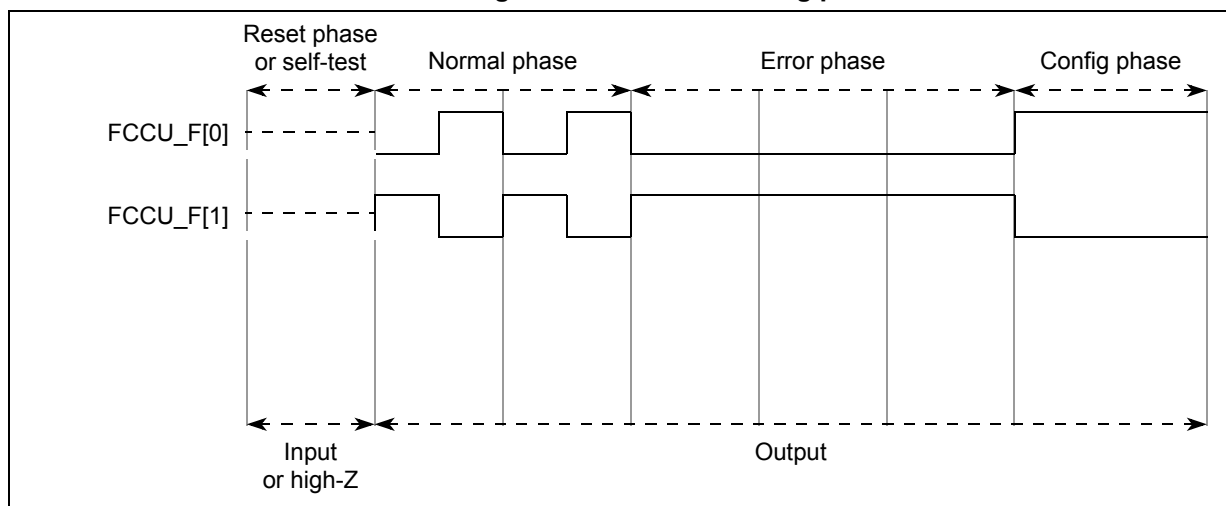 Reset phase
or self-test
Normal phase
Error phase
Config phase
FCCU_F[0]
FCCU_F[1]
Input
or high-Z
Output